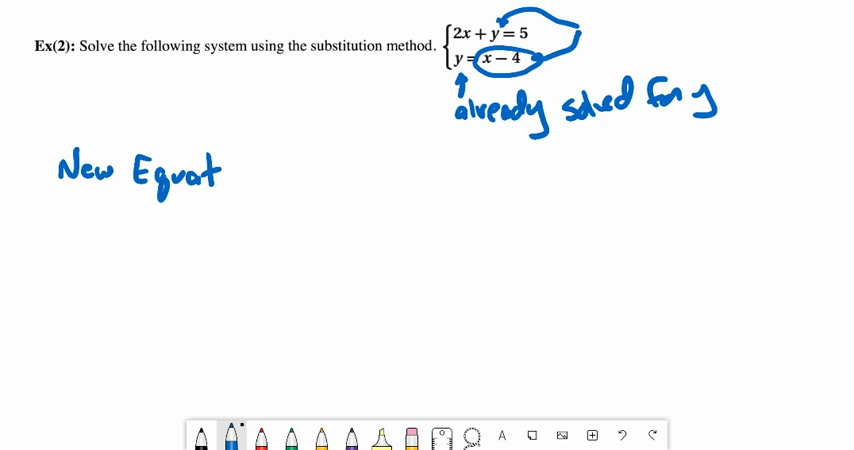 Ex(2): Solve the following system using the substitution method.
2x + y = 5
y = x − 4
already solved for y
New Equat
A